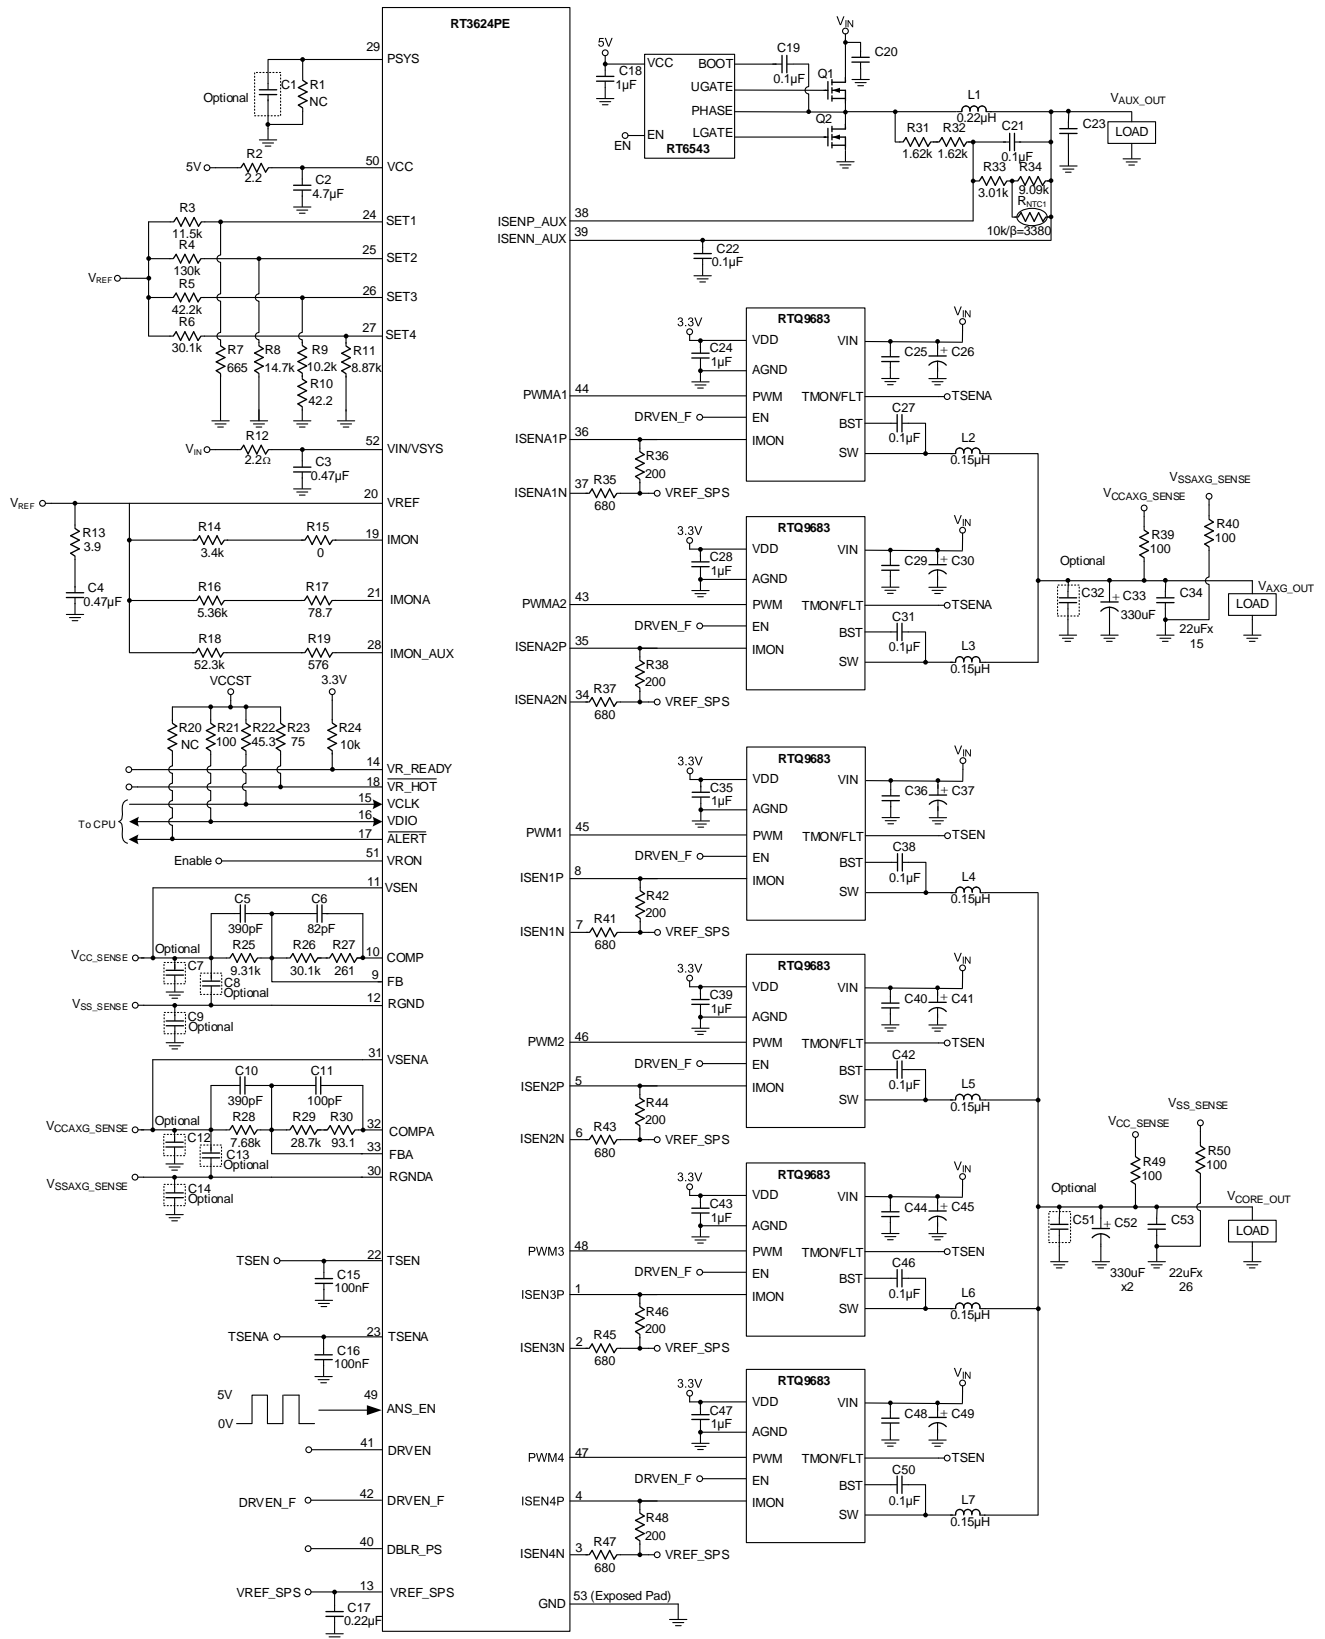 RT3624PE
29
PSYS
C1
R1
NC
Optional
5V
R2
2.2
50
VCC
C2
4.7µF
R3
11.5k
24
SET1
R4
130k
25
SET2
VREF
R5
42.2k
26
SET3
R6
30.1k
27
SET4
R7
665
R8
14.7k
R9
10.2k
R11
8.87k
R10
42.2
VIN
R12
2.2Ω
52
VIN/VSYS
C3
0.47µF
VREF
20
VREF
R13
3.9
R14
3.4k
R15
0
19
IMON
C4
0.47µF
R16
5.36k
R17
78.7
21
IMONA
R18
52.3k
R19
576
28
IMON_AUX
VCCST
3.3V
R20
NC
R21
100
R22
45.3
R23
75
R24
10k
14
VR_READY
18
VR_HOT
15
VCLK
To CPU
16
VDIO
17
ALERT
Enable
51
VRON
11
VSEN
C5
390pF
C6
82pF
VCC_SENSE
Optional
R25
9.31k
R26
30.1k
R27
261
10
COMP
C7
C8
Optional
9
FB
VSS_SENSE
12
RGND
C9
Optional
31
VSENA
C10
390pF
C11
100pF
VCCAXG_SENSE
Optional
R28
7.68k
R29
28.7k
R30
93.1
32
COMPA
C12
C13
Optional
33
FBA
VSSAXG_SENSE
30
RGNDA
C14
Optional
TSEN
22
TSEN
C15
100nF
TSENA
23
TSENA
C16
100nF
5V
0V
49
ANS_EN
41
DRVEN
DRVEN_F
42
DRVEN_F
40
DBLR_PS
VREF_SPS
13
VREF_SPS
C17
0.22µF
5V
C18
1µF
VCC
BOOT
UGATE
PHASE
LGATE
EN
EN
RT6543
C19
0.1µF
VIN
C20
Q1
Q2
L1
0.22µH
VAUX_OUT
LOAD
C23
R31
1.62k
R32
1.62k
C21
0.1µF
R33
3.01k
R34
9.09k
RNTC1
10k/β=3380
ISENP_AUX
38
ISENN_AUX
39
C22
0.1µF
RTQ9683
3.3V
C24
1µF
VDD
AGND
VIN
VIN
C25
+
C26
PWMA1
44
PWM
TMON/FLT
TSENA
DRVEN_F
EN
BST
C27
0.1µF
ISENA1P
36
IMON
SW
L2
0.15µH
R36
200
ISENA1N
37
R35
680
VREF_SPS
RTQ9683
3.3V
C28
1µF
VDD
AGND
VIN
VIN
C29
+
C30
PWMA2
43
PWM
TMON/FLT
TSENA
DRVEN_F
EN
BST
C31
0.1µF
ISENA2P
35
IMON
SW
L3
0.15µH
R38
200
ISENA2N
34
R37
680
VREF_SPS
VSSAXG_SENSE
VCCAXG_SENSE
R39
100
R40
100
Optional
C32
+
C33
330uF
C34
22uFx
15
VAXG_OUT
LOAD
RTQ9683
3.3V
C35
1µF
VDD
AGND
VIN
VIN
C36
+
C37
PWM1
45
PWM
TMON/FLT
TSEN
DRVEN_F
EN
BST
C38
0.1µF
ISEN1P
8
IMON
SW
L4
0.15µH
R42
200
ISEN1N
7
R41
680
VREF_SPS
RTQ9683
3.3V
C39
1µF
VDD
AGND
VIN
VIN
C40
+
C41
PWM2
46
PWM
TMON/FLT
TSEN
DRVEN_F
EN
BST
C42
0.1µF
ISEN2P
5
IMON
SW
L5
0.15µH
R44
200
ISEN2N
6
R43
680
VREF_SPS
RTQ9683
3.3V
C43
1µF
VDD
AGND
VIN
VIN
C44
+
C45
PWM3
48
PWM
TMON/FLT
TSEN
DRVEN_F
EN
BST
C46
0.1µF
ISEN3P
1
IMON
SW
L6
0.15µH
R46
200
ISEN3N
2
R45
680
VREF_SPS
VSS_SENSE
VCC_SENSE
R49
100
R50
100
Optional
C51
+
C52
330uF
x2
C53
22uFx
26
VCORE_OUT
LOAD
RTQ9683
3.3V
C47
1µF
VDD
AGND
VIN
VIN
C48
+
C49
PWM4
47
PWM
TMON/FLT
TSEN
DRVEN_F
EN
BST
C50
0.1µF
ISEN4P
4
IMON
SW
L7
0.15µH
R48
200
ISEN4N
3
R47
680
VREF_SPS
GND
53 (Exposed Pad)